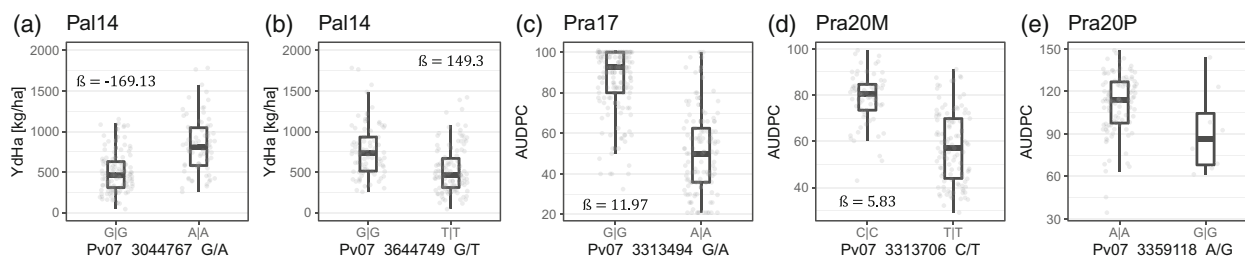 (a) Pal14
YdHa [kg/ha]
2000
1500
1000
500
0
ß = -169.13
G|G A|A
Pv07 3044767 G/A
(b) Pal14
YdHa [kg/ha]
2000
1500
1000
500
0
ß = 149.3
G|G T|T
Pv07 3644749 G/T
(c) Pra17
AUDPC
100
80
60
40
20
ß = 11.97
G|G A|A
Pv07 3313494 G/A
(d) Pra20M
AUDPC
100
80
60
40
ß = 5.83
C|C T|T
Pv07 3313706 C/T
(e) Pra20P
AUDPC
150
120
90
60
30
A|A G|G
Pv07 3359118 A/G